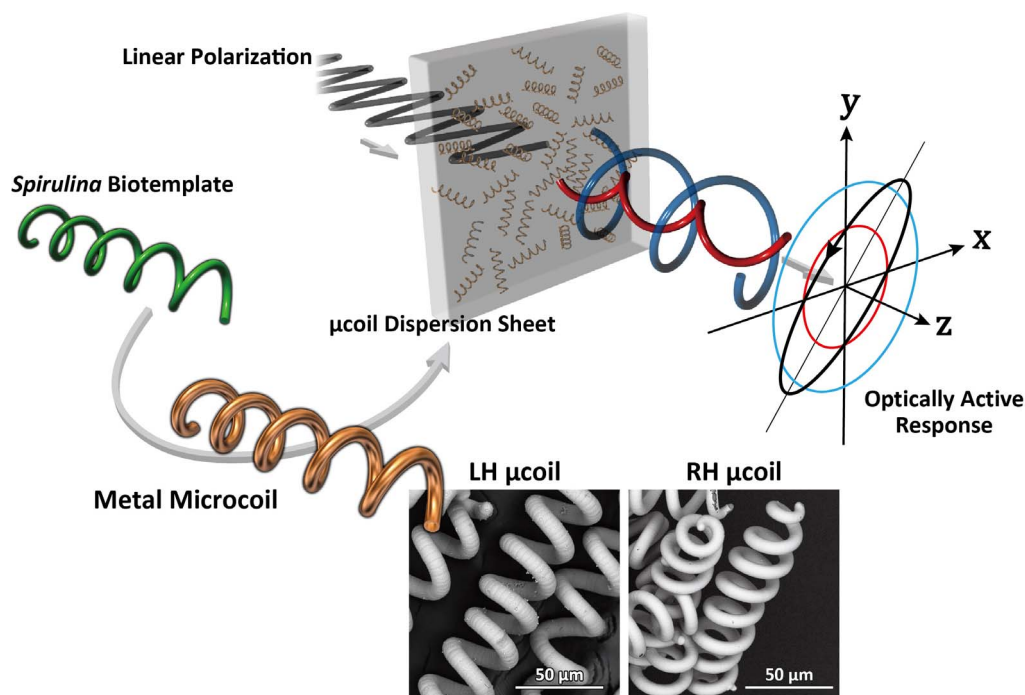 Linear Polarization
Spirulina Biotemplate
μcoil Dispersion Sheet
Metal Microcoil
y
x
z
Optically Active
Response
LH μcoil
RH μcoil
50 μm
50 μm